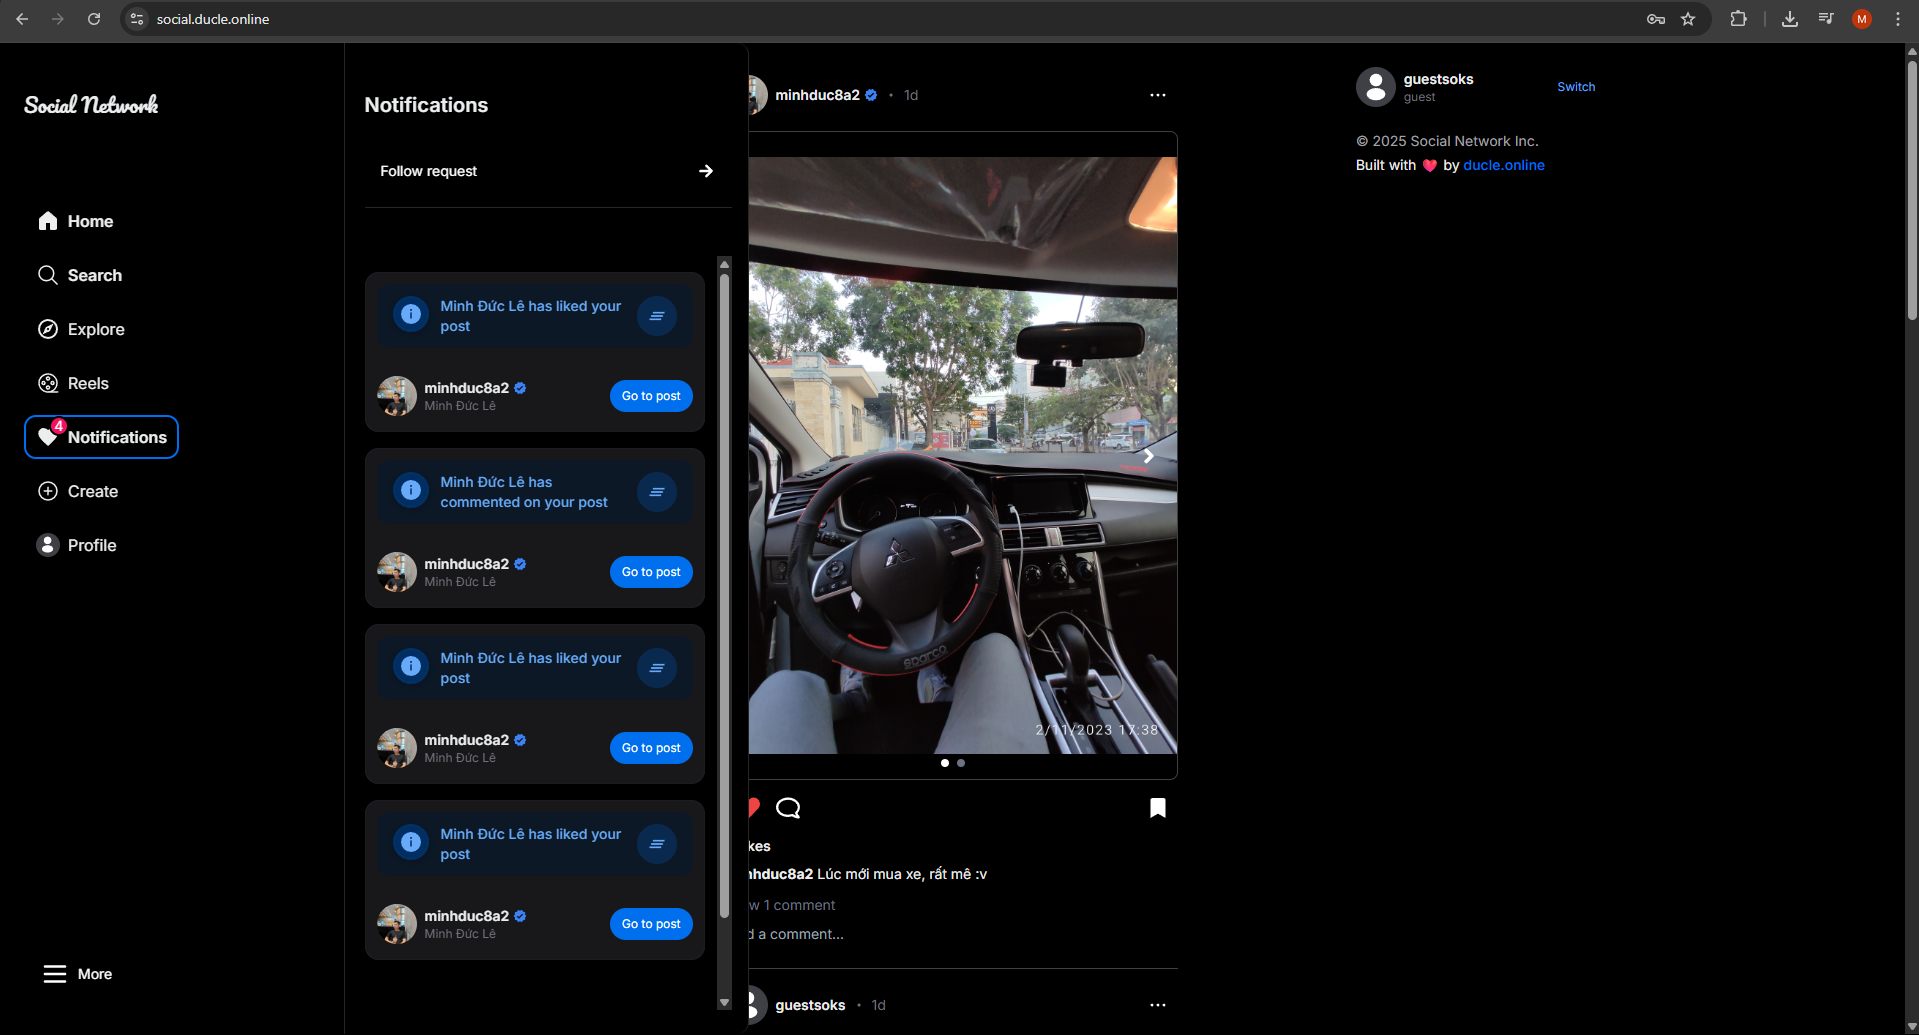 social.ducle.online
M
Social Network
Home
Search
Explore
Reels
4
Notifications
Create
Profile
More
Notifications
Follow request
Minh Đức Lê has liked your
post
minhduc8a2
Minh Đức Lê
Go to post
Minh Đức Lê has
commented on your post
minhduc8a2
Minh Đức Lê
Go to post
Minh Đức Lê has liked your
post
minhduc8a2
Minh Đức Lê
Go to post
Minh Đức Lê has liked your
post
minhduc8a2
Minh Đức Lê
Go to post
minhduc8a2 • 1d
sparco
2/11/2023 17:38
kes
nhduc8a2 Lúc mới mua xe, rất mê :v
w 1 comment
d a comment...
guestsoks • 1d
guestsoks
guest
Switch
© 2025 Social Network Inc.
Built with ❤️ by ducle.online